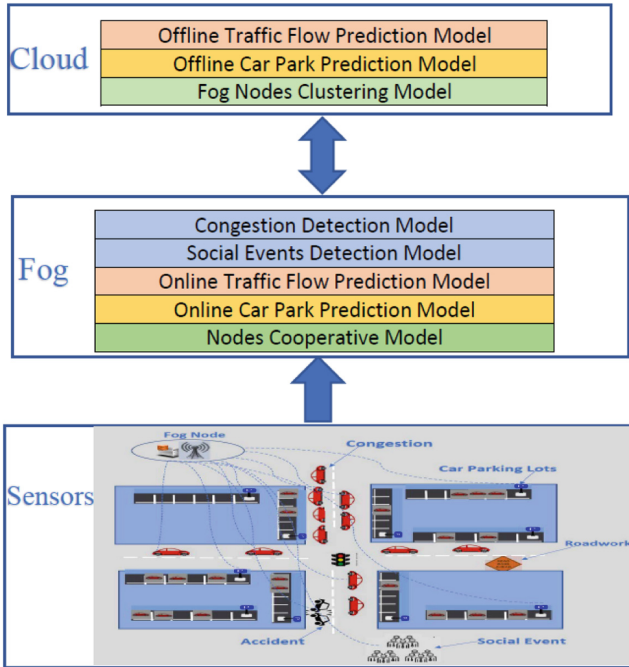 Cloud
Offline Traffic Flow Prediction Model
Offline Car Park Prediction Model
Fog Nodes Clustering Model
Fog
Congestion Detection Model
Social Events Detection Model
Online Traffic Flow Prediction Model
Online Car Park Prediction Model
Nodes Cooperative Model
Sensors
Fog Node
Congestion
Car Parking Lots
Roadwork
Accident
Social Event